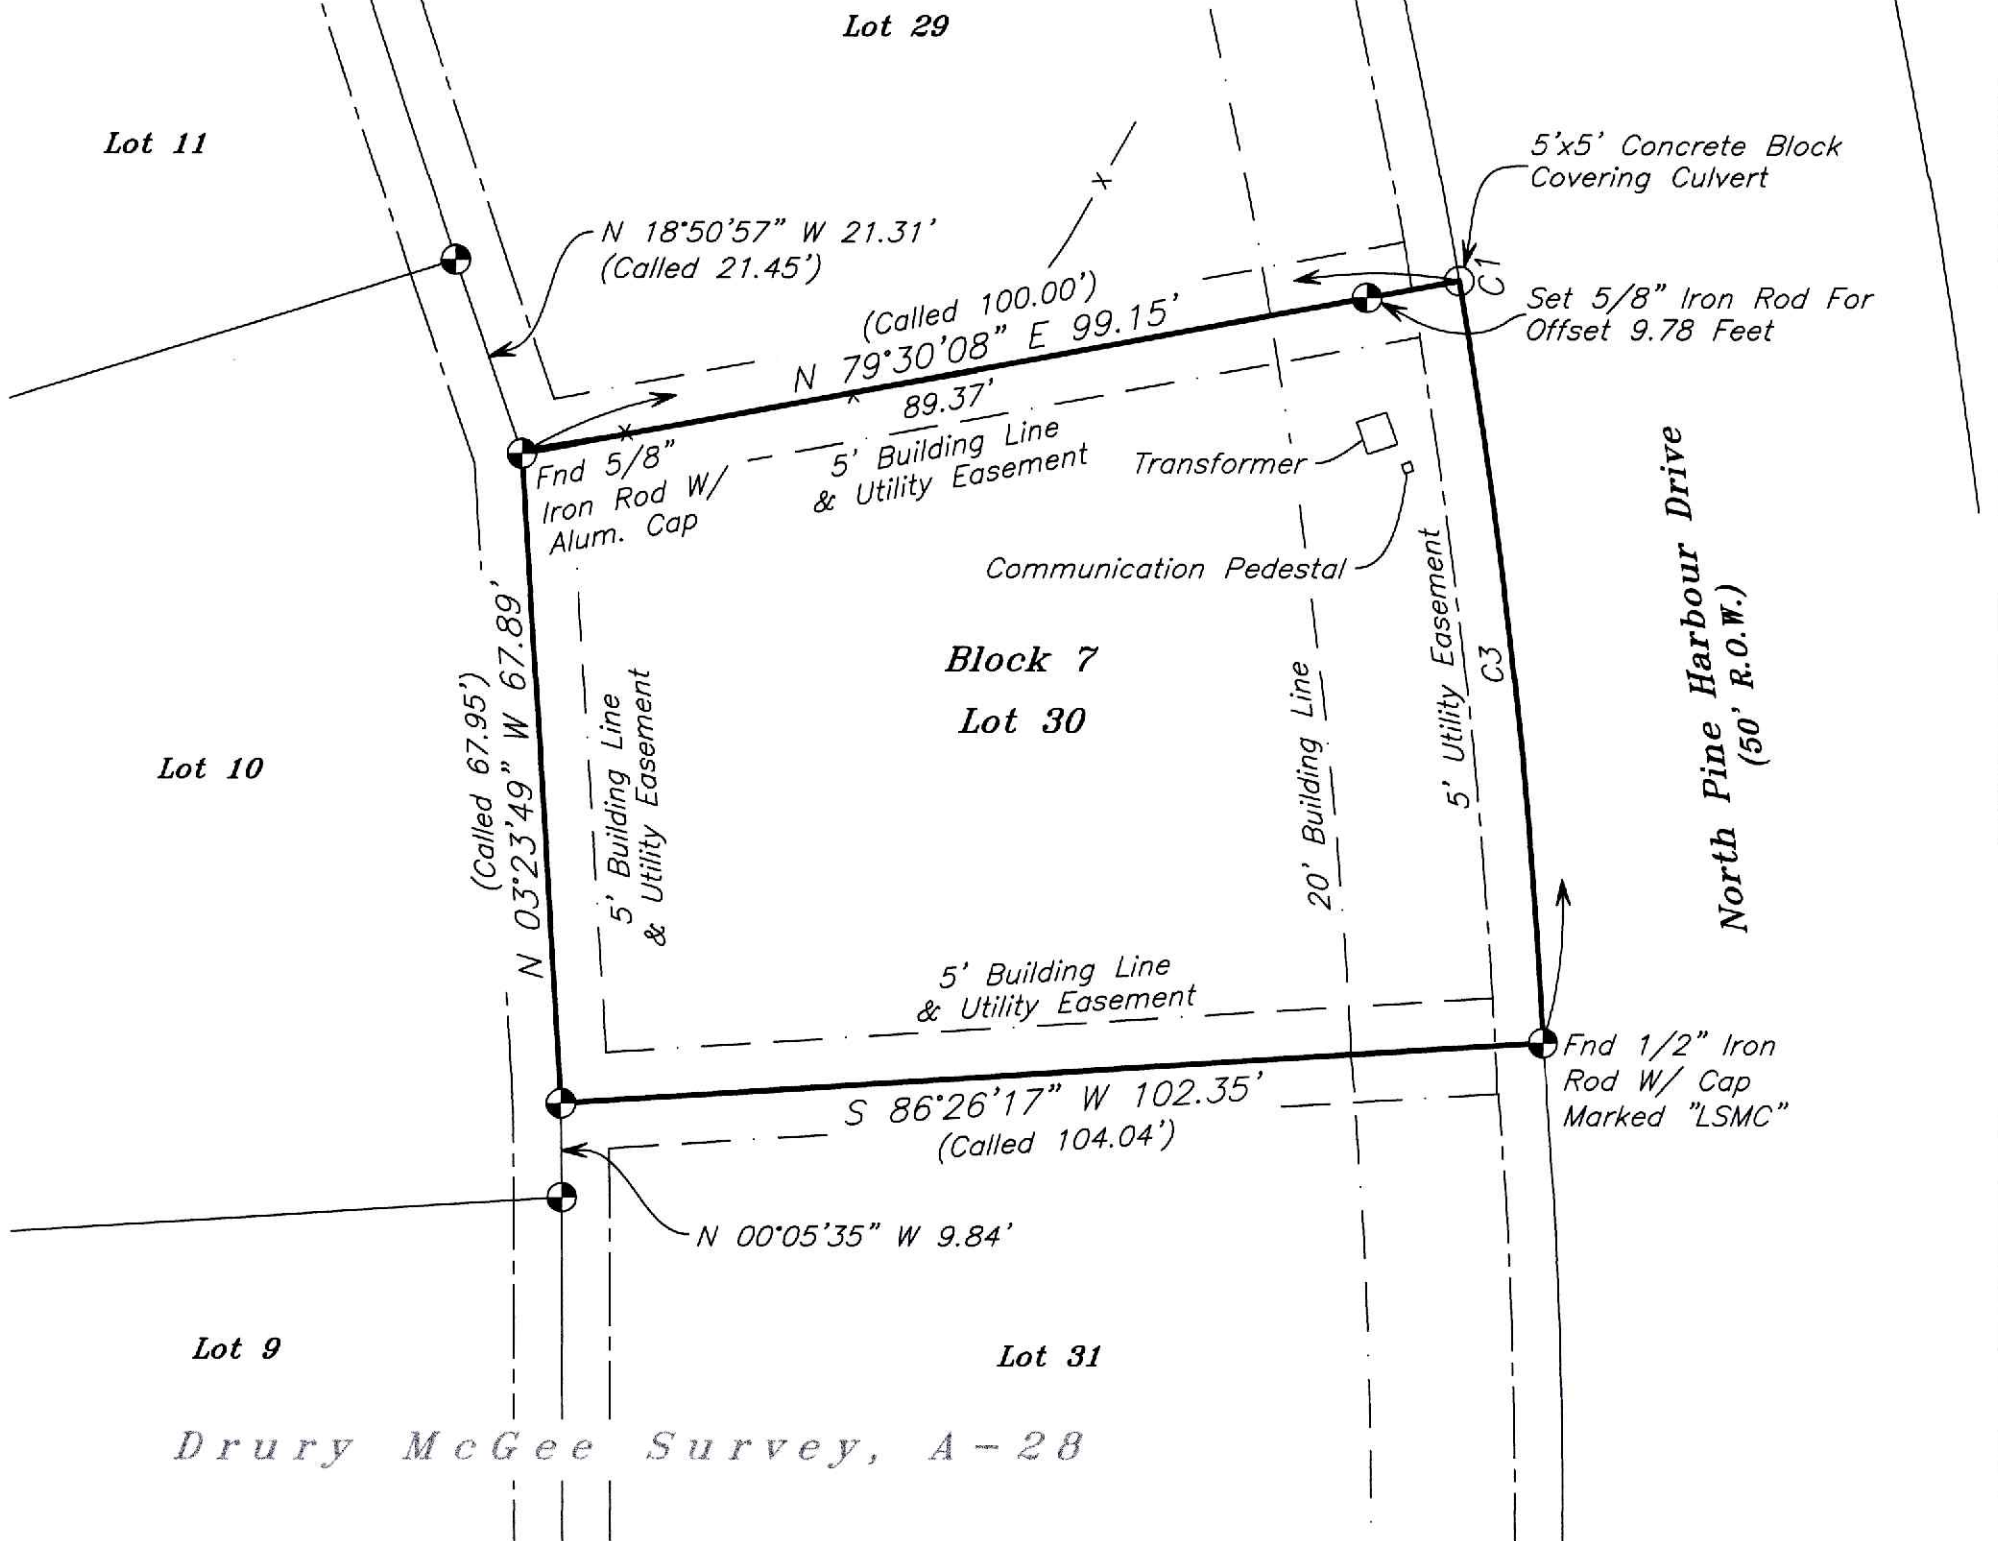 Lot 29
Lot 11
5'x5' Concrete Block
Covering Culvert
N 18°50'57" W 21.31'
(Called 21.45')
C1
(Called 100.00')
N 79°30'08" E 99.15'
89.37'
Set 5/8" Iron Rod For
Offset 9.78 Feet
Fnd 5/8"
Iron Rod W/
Alum. Cap
5' Building Line
& Utility Easement
Transformer
Communication Pedestal
North Pine Harbour Drive
(50' R.O.W.)
5' Utility Easement
C3
20' Building Line
Block 7
Lot 30
(Called 67.95')
N 03°23'49" W 67.89'
5' Building Line
& Utility Easement
Lot 10
5' Building Line
& Utility Easement
S 86°26'17" W 102.35'
(Called 104.04')
Fnd 1/2" Iron
Rod W/ Cap
Marked "LSMC"
N 00°05'35" W 9.84'
Lot 9
Lot 31
Drury McGee Survey, A-28